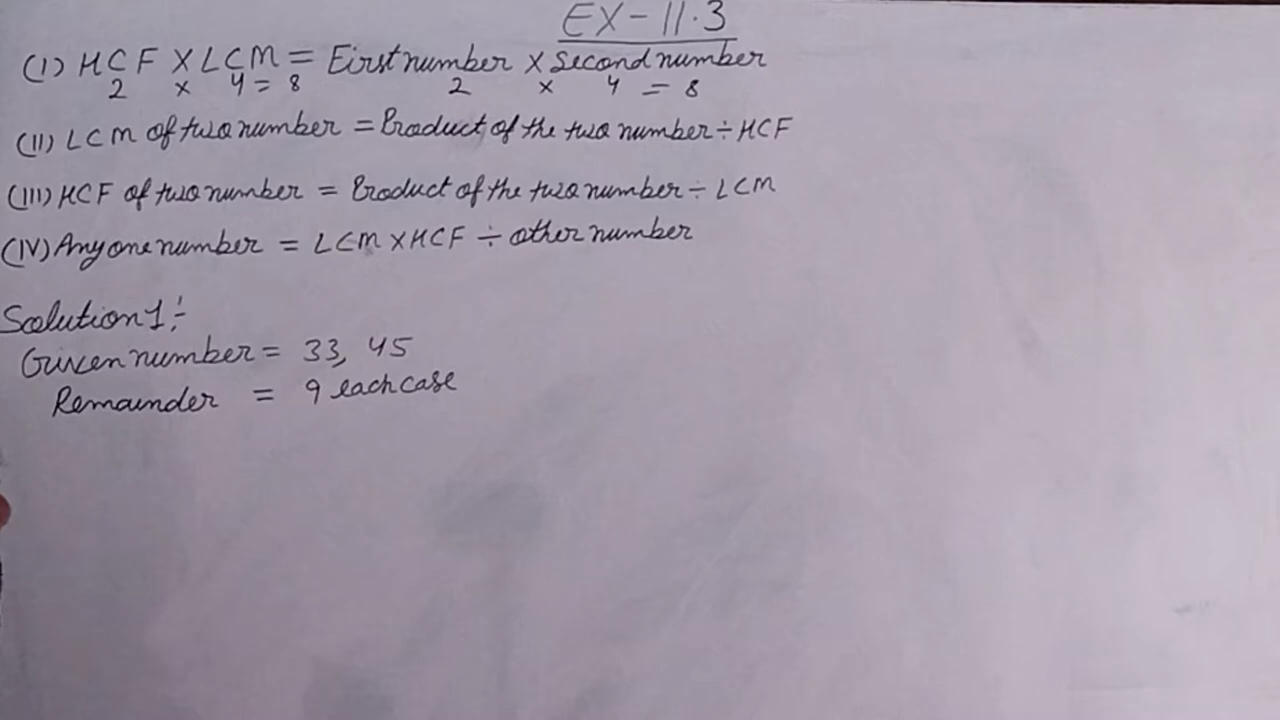 EX-11.3
(I) HCF X LCM = First number x Second number
2 x 4 = 8 2 x 4 = 8
(II) LCM of two number = Product of the two number ÷ HCF
(III) HCF of two number = Product of the two number ÷ LCM
(IV) Any one number = LCM X HCF ÷ other number
Solution 1:-
Given number = 33, 45
Remainder = 9 each case